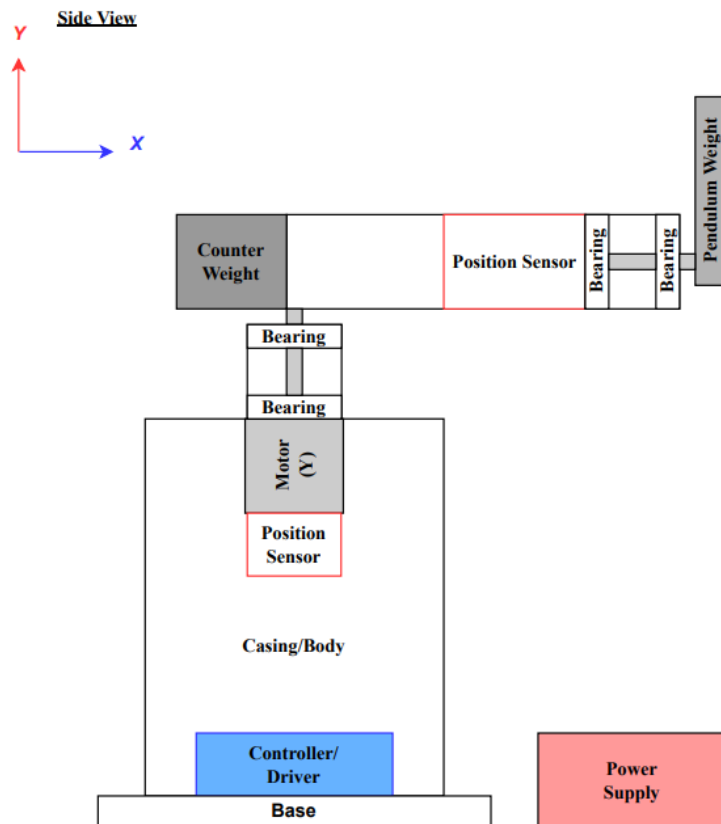 Side View
Y
X
Pendulum Weight
Counter
Weight
Position Sensor
Bearing
Bearing
Bearing
Bearing
Motor
(Y)
Position
Sensor
Casing/Body
Controller/
Driver
Power
Supply
Base